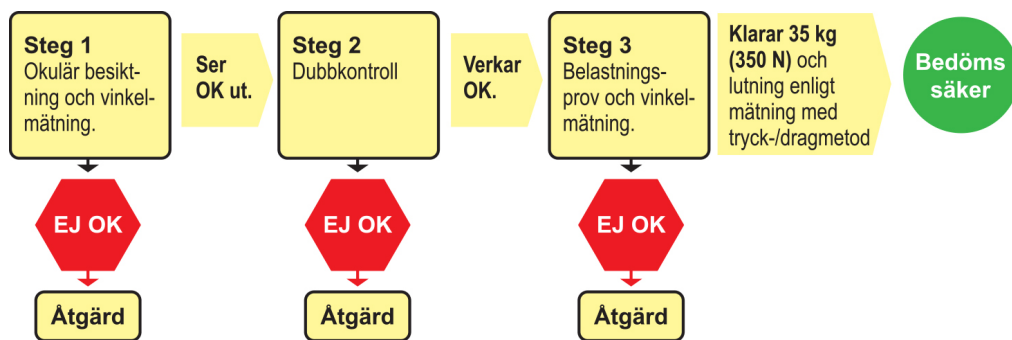 Steg 1
Okulär besikt-
ning och vinkel-
mätning.
Ser
OK ut.
Steg 2
Dubbkontroll
Verkar
OK.
Steg 3
Belastnings-
prov och vinkel-
mätning.
Klarar 35 kg
(350 N) och
lutning enligt
mätning med
tryck-/dragmetod
Bedöms
säker
EJ OK
EJ OK
EJ OK
Åtgärd
Åtgärd
Åtgärd